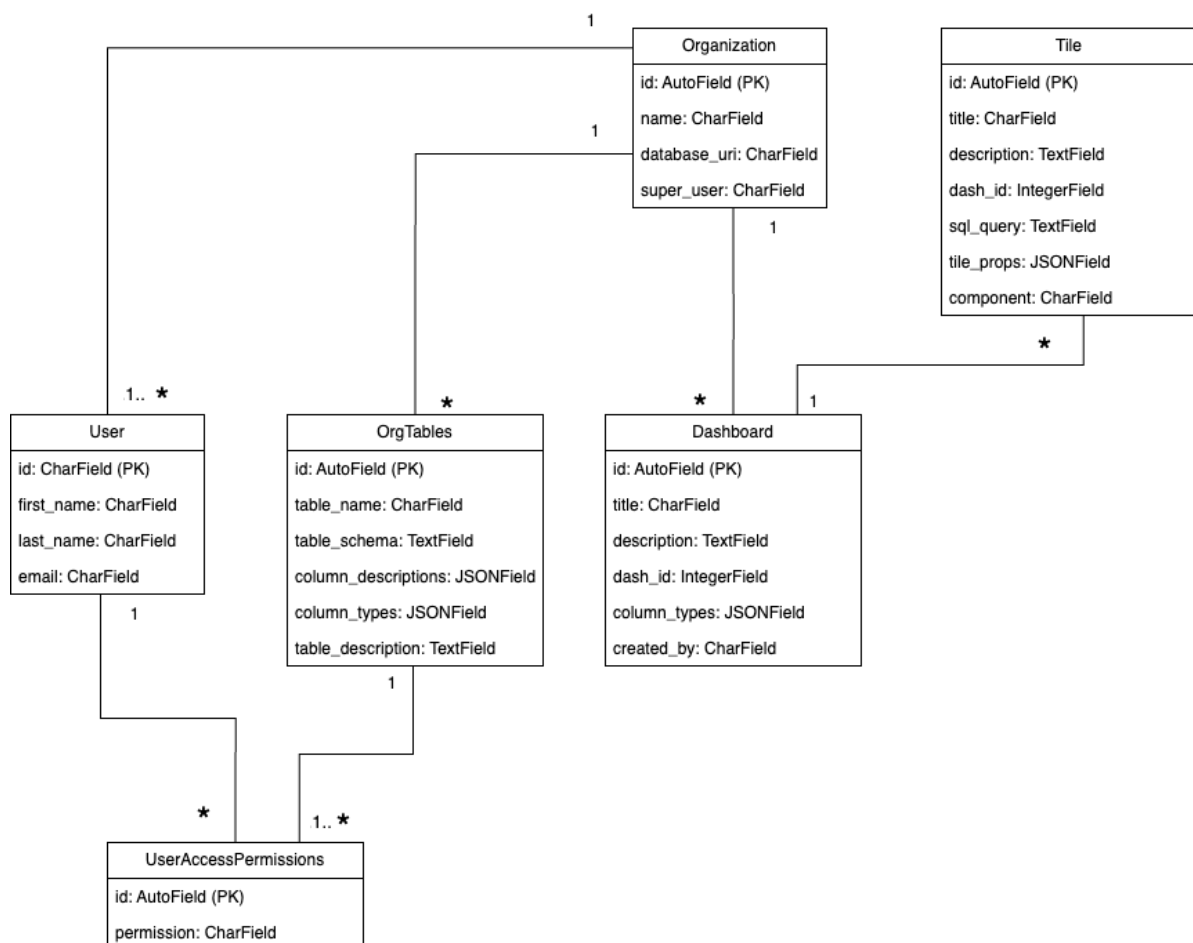 1
Organization
id: AutoField (PK)
name: CharField
database_uri: CharField
super_user: CharField
1
1
Tile
id: AutoField (PK)
title: CharField
description: TextField
dash_id: IntegerField
sql_query: TextField
tile_props: JSONField
component: CharField
*
1.. *
User
id: CharField (PK)
first_name: CharField
last_name: CharField
email: CharField
1
*
OrgTables
id: AutoField (PK)
table_name: CharField
table_schema: TextField
column_descriptions: JSONField
column_types: JSONField
table_description: TextField
1
*
1
Dashboard
id: AutoField (PK)
title: CharField
description: TextField
dash_id: IntegerField
column_types: JSONField
created_by: CharField
*
1.. *
UserAccessPermissions
id: AutoField (PK)
permission: CharField